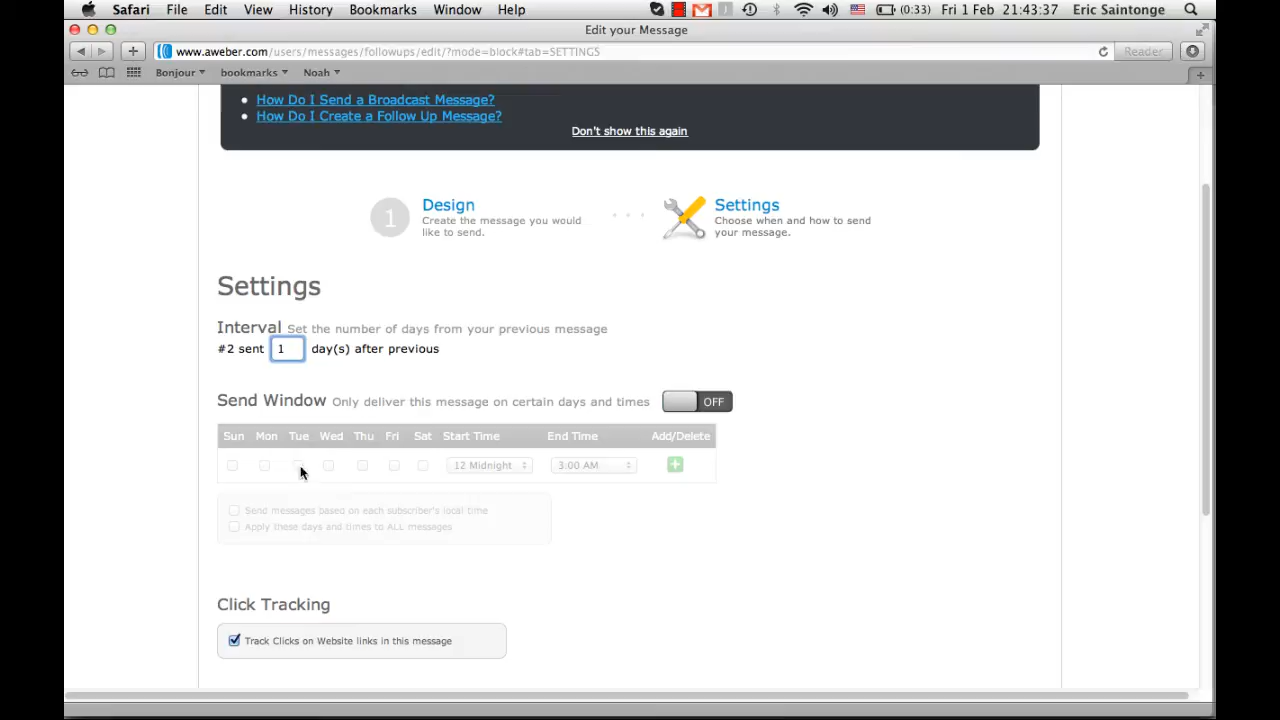 Safari File Edit View History Bookmarks Window Help (0:33) Fri 1 Feb 21:43:37 Eric Saintonge
Edit your Message
www.aweber.com/users/messages/followups/edit/?mode=block#tab=SETTINGS Reader
Bonjour bookmarks Noah
How Do I Send a Broadcast Message?
How Do I Create a Follow Up Message?
Don't show this again
1 Design Settings
Create the message you would Choose when and how to send
like to send. your message.
Settings
Interval Set the number of days from your previous message
#2 sent 1 day(s) after previous
Send Window Only deliver this message on certain days and times OFF
Sun Mon Tue Wed Thu Fri Sat Start Time End Time Add/Delete
12 Midnight 3:00 AM
Send messages based on each subscriber's local time
Apply these days and times to ALL messages
Click Tracking
Track Clicks on Website links in this message